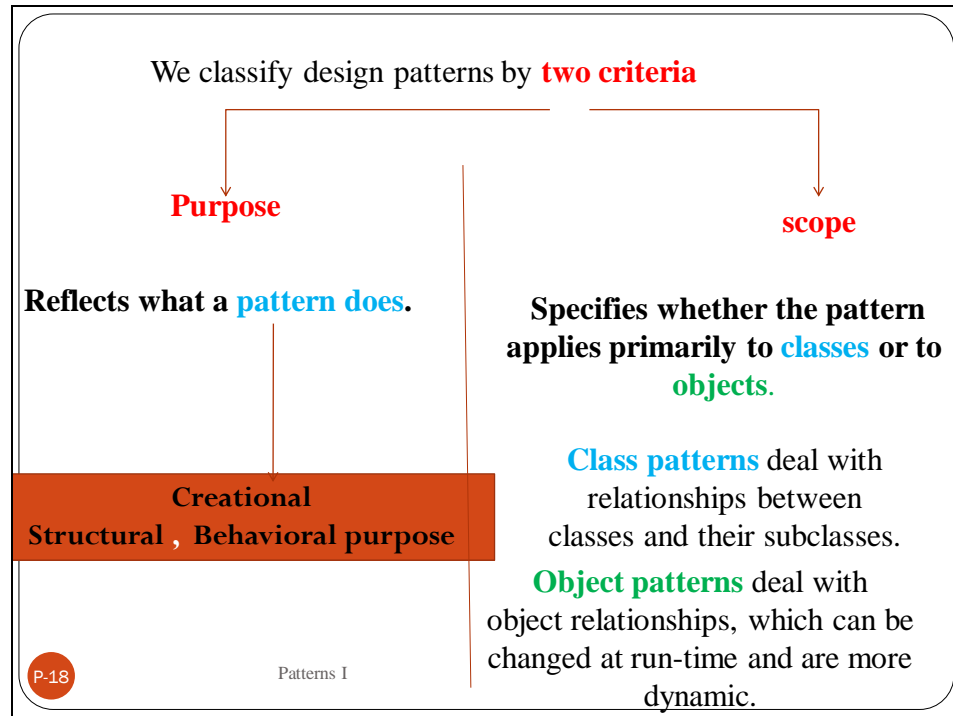 We classify design patterns by two criteria
Purpose
Reflects what a pattern does.
Creational
Structural , Behavioral purpose
scope
Specifies whether the pattern
applies primarily to classes or to
objects.
Class patterns deal with
relationships between
classes and their subclasses.
Object patterns deal with
object relationships, which can be
changed at run-time and are more
dynamic.
P-18
Patterns I